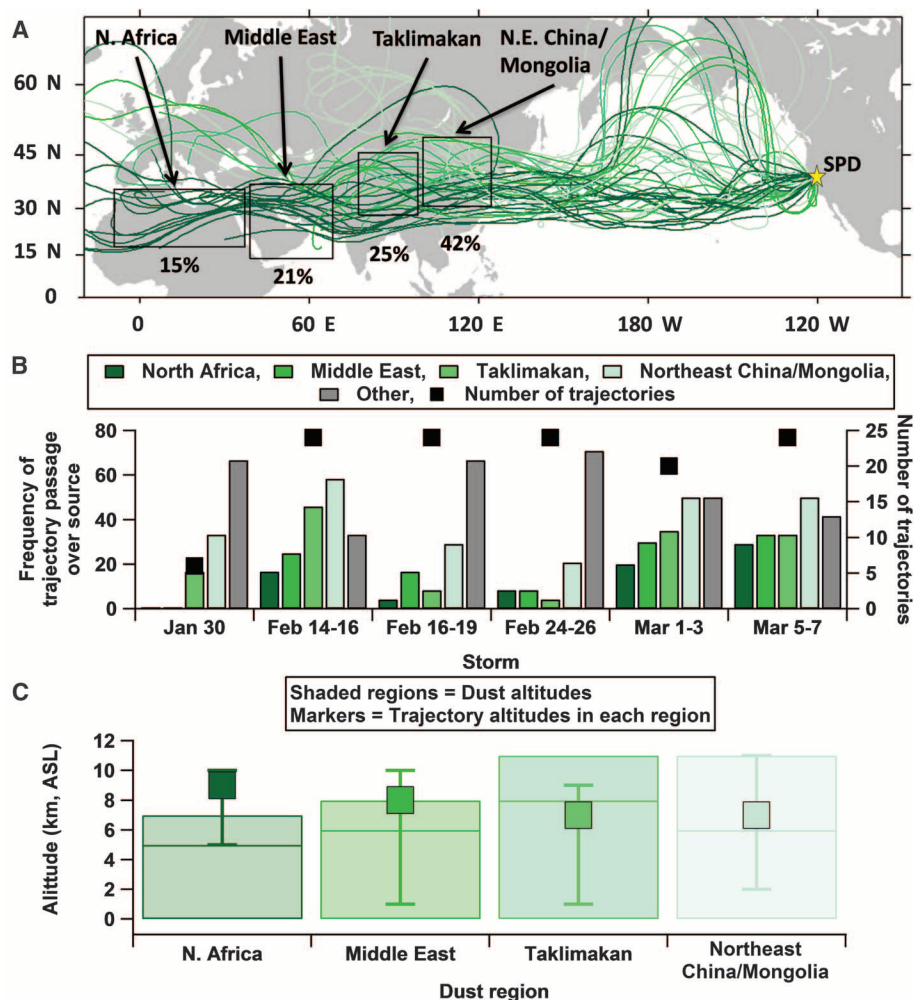 A
N. Africa
Middle East
Taklimakan
N.E. China/
Mongolia
60 N
45 N
30 N
15 N
0
SPD
15%
21%
25%
42%
0
60 E
120 E
180 W
120 W
B
North Africa, Middle East, Taklimakan, Northeast China/Mongolia,
Other, Number of trajectories
Frequency of
trajectory passage
over source
80
60
40
20
0
Number of
trajectories
25
20
15
10
5
0
Jan 30
Feb 14-16
Feb 16-19
Feb 24-26
Mar 1-3
Mar 5-7
Storm
C
Shaded regions = Dust altitudes
Markers = Trajectory altitudes in each region
Alittude (km, ASL)
12
10
8
6
4
2
0
N. Africa
Middle East
Taklimakan
Northeast
China/Mongolia
Dust region